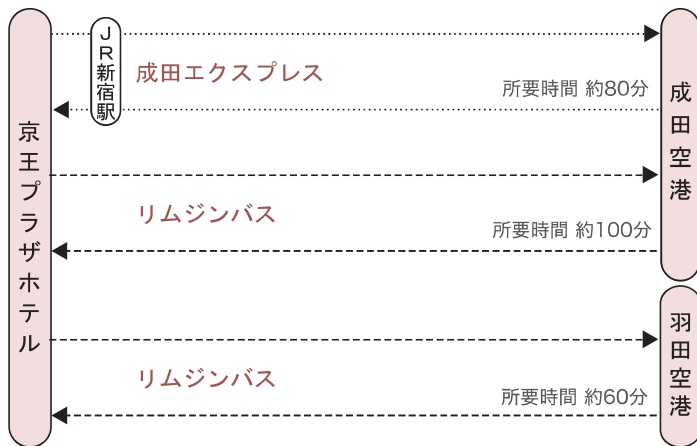 京王プラザホテル
JR新宿駅
成田エクスプレス
所要時間 約80分
リムジンバス
所要時間 約100分
成田空港
リムジンバス
所要時間 約60分
羽田空港